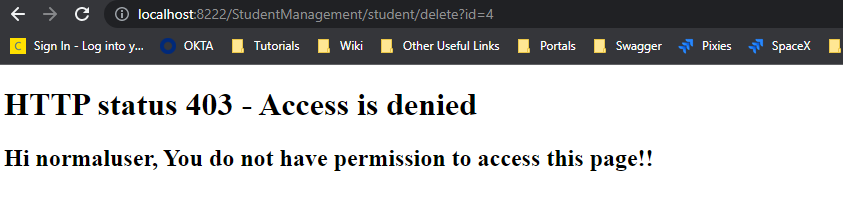 localhost:8222/StudentManagement/student/delete?id=4
C Sign In - Log into y... OKTA Tutorials Wiki Other Useful Links Portals Swagger Pixies SpaceX
HTTP status 403 - Access is denied
Hi normaluser, You do not have permission to access this page!!